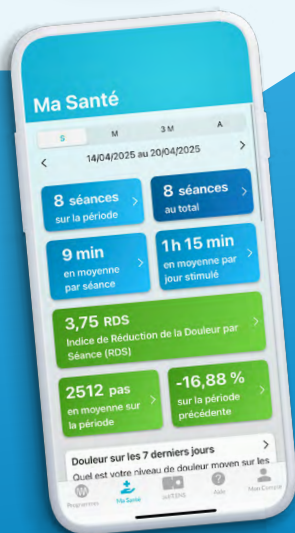 Ma Santé
S M 3 M A
< 14/04/2025 au 20/04/2025 >
8 séances
sur la période
8 séances
au total
9 min
en moyenne
par séance
1 h 15 min
en moyenne par
jour stimulé
3,75 RDS
Indice de Réduction de la Douleur par
Séance (RDS)
2512 pas
en moyenne sur
la période
-16,88 %
sur la période
précédente
Douleur sur les 7 derniers jours
Quel est votre niveau de douleur moyen sur les
Programmes
Ma Santé
Aide
Mon Compte